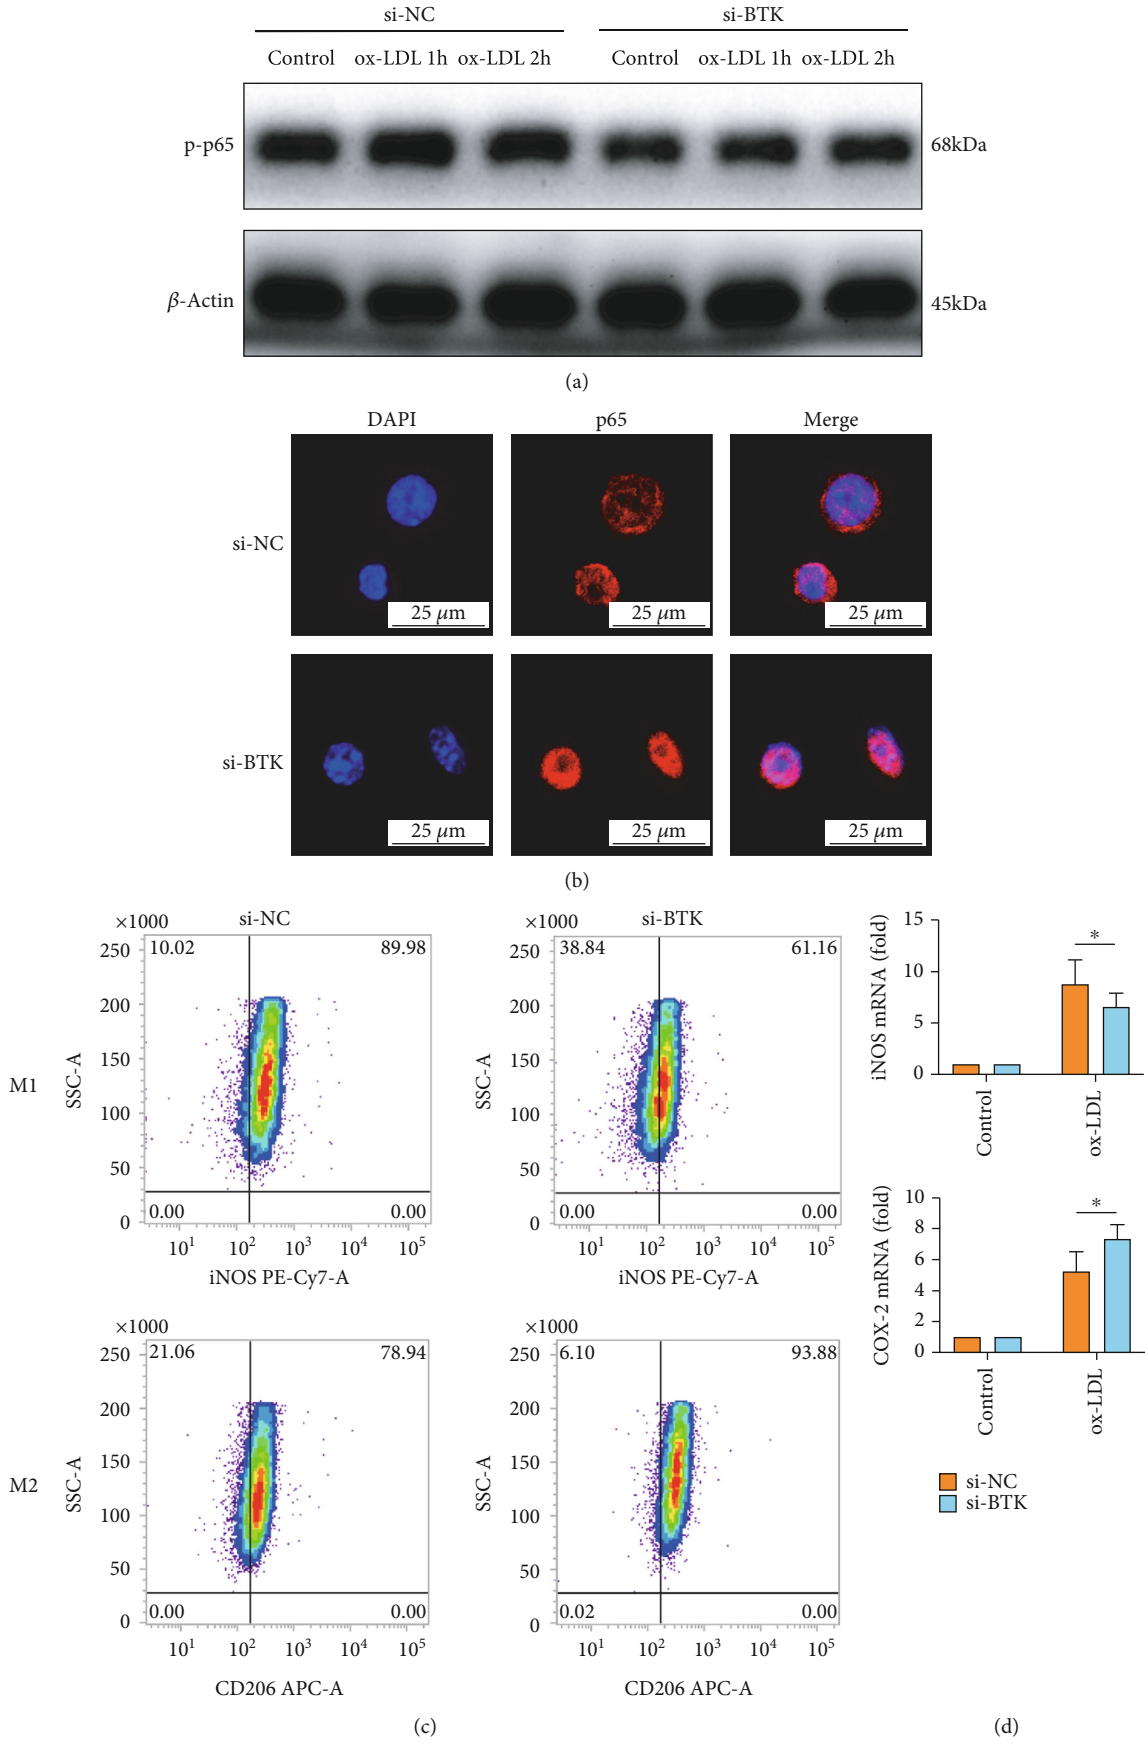 si-NC
si-BTK
Control ox-LDL 1h ox-LDL 2h Control ox-LDL 1h ox-LDL 2h
p-p65
68kDa
β-Actin
45kDa
(a)
DAPI
p65
Merge
si-NC
25 μm
25 μm
25 μm
si-BTK
25 μm
25 μm
25 μm
(b)
M1
×1000
si-NC
10.02
89.98
250
200
150
100
50
0
SSC-A
0.00
0.00
10¹ 10² 10³ 10⁴ 10⁵
iNOS PE-Cy7-A
×1000
si-BTK
38.84
61.16
250
200
150
100
50
0
SSC-A
0.00
0.00
10¹ 10² 10³ 10⁴ 10⁵
iNOS PE-Cy7-A
M2
×1000
21.06
78.94
250
200
150
100
50
0
SSC-A
0.00
0.00
10¹ 10² 10³ 10⁴ 10⁵
CD206 APC-A
×1000
6.10
93.88
250
200
150
100
50
0
SSC-A
0.02
0.00
10¹ 10² 10³ 10⁴ 10⁵
CD206 APC-A
(c)
iNOS mRNA (fold)
15
10
5
0
*
Control
ox-LDL
COX-2 mRNA (fold)
10
8
6
4
2
0
*
Control
ox-LDL
si-NC
si-BTK
(d)